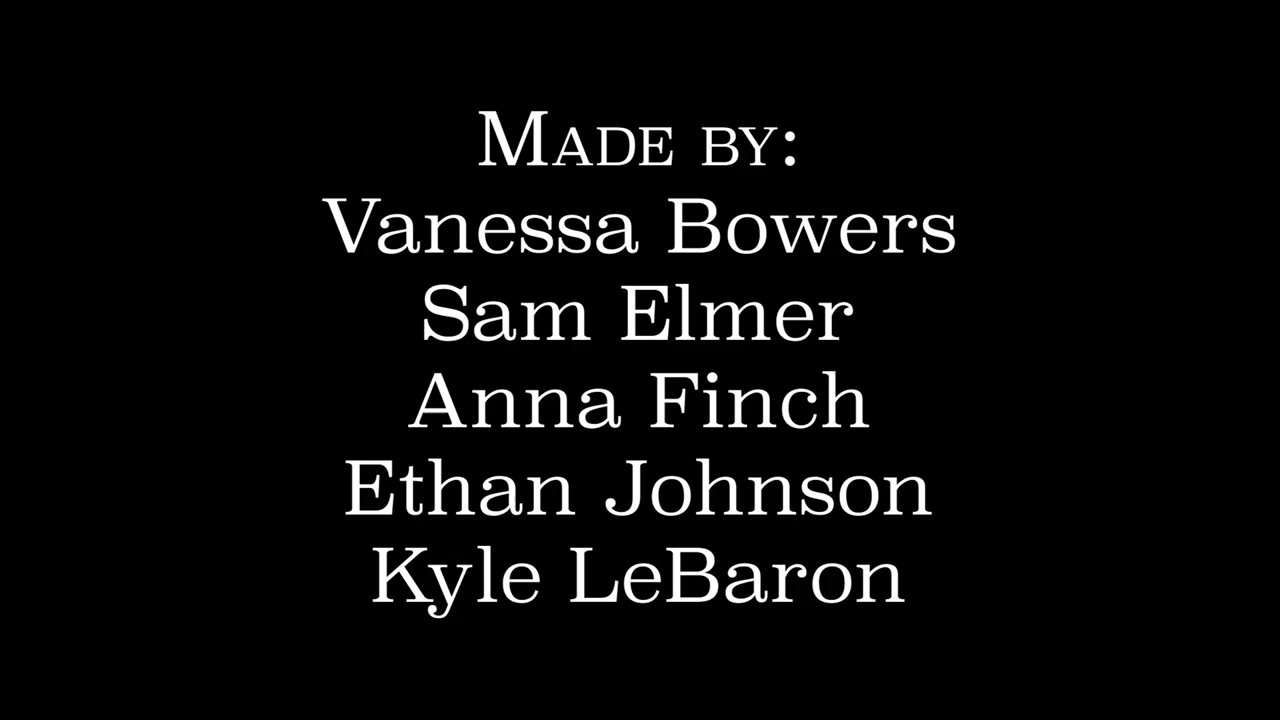 Made by:
Vanessa Bowers
Sam Elmer
Anna Finch
Ethan Johnson
Kyle LeBaron